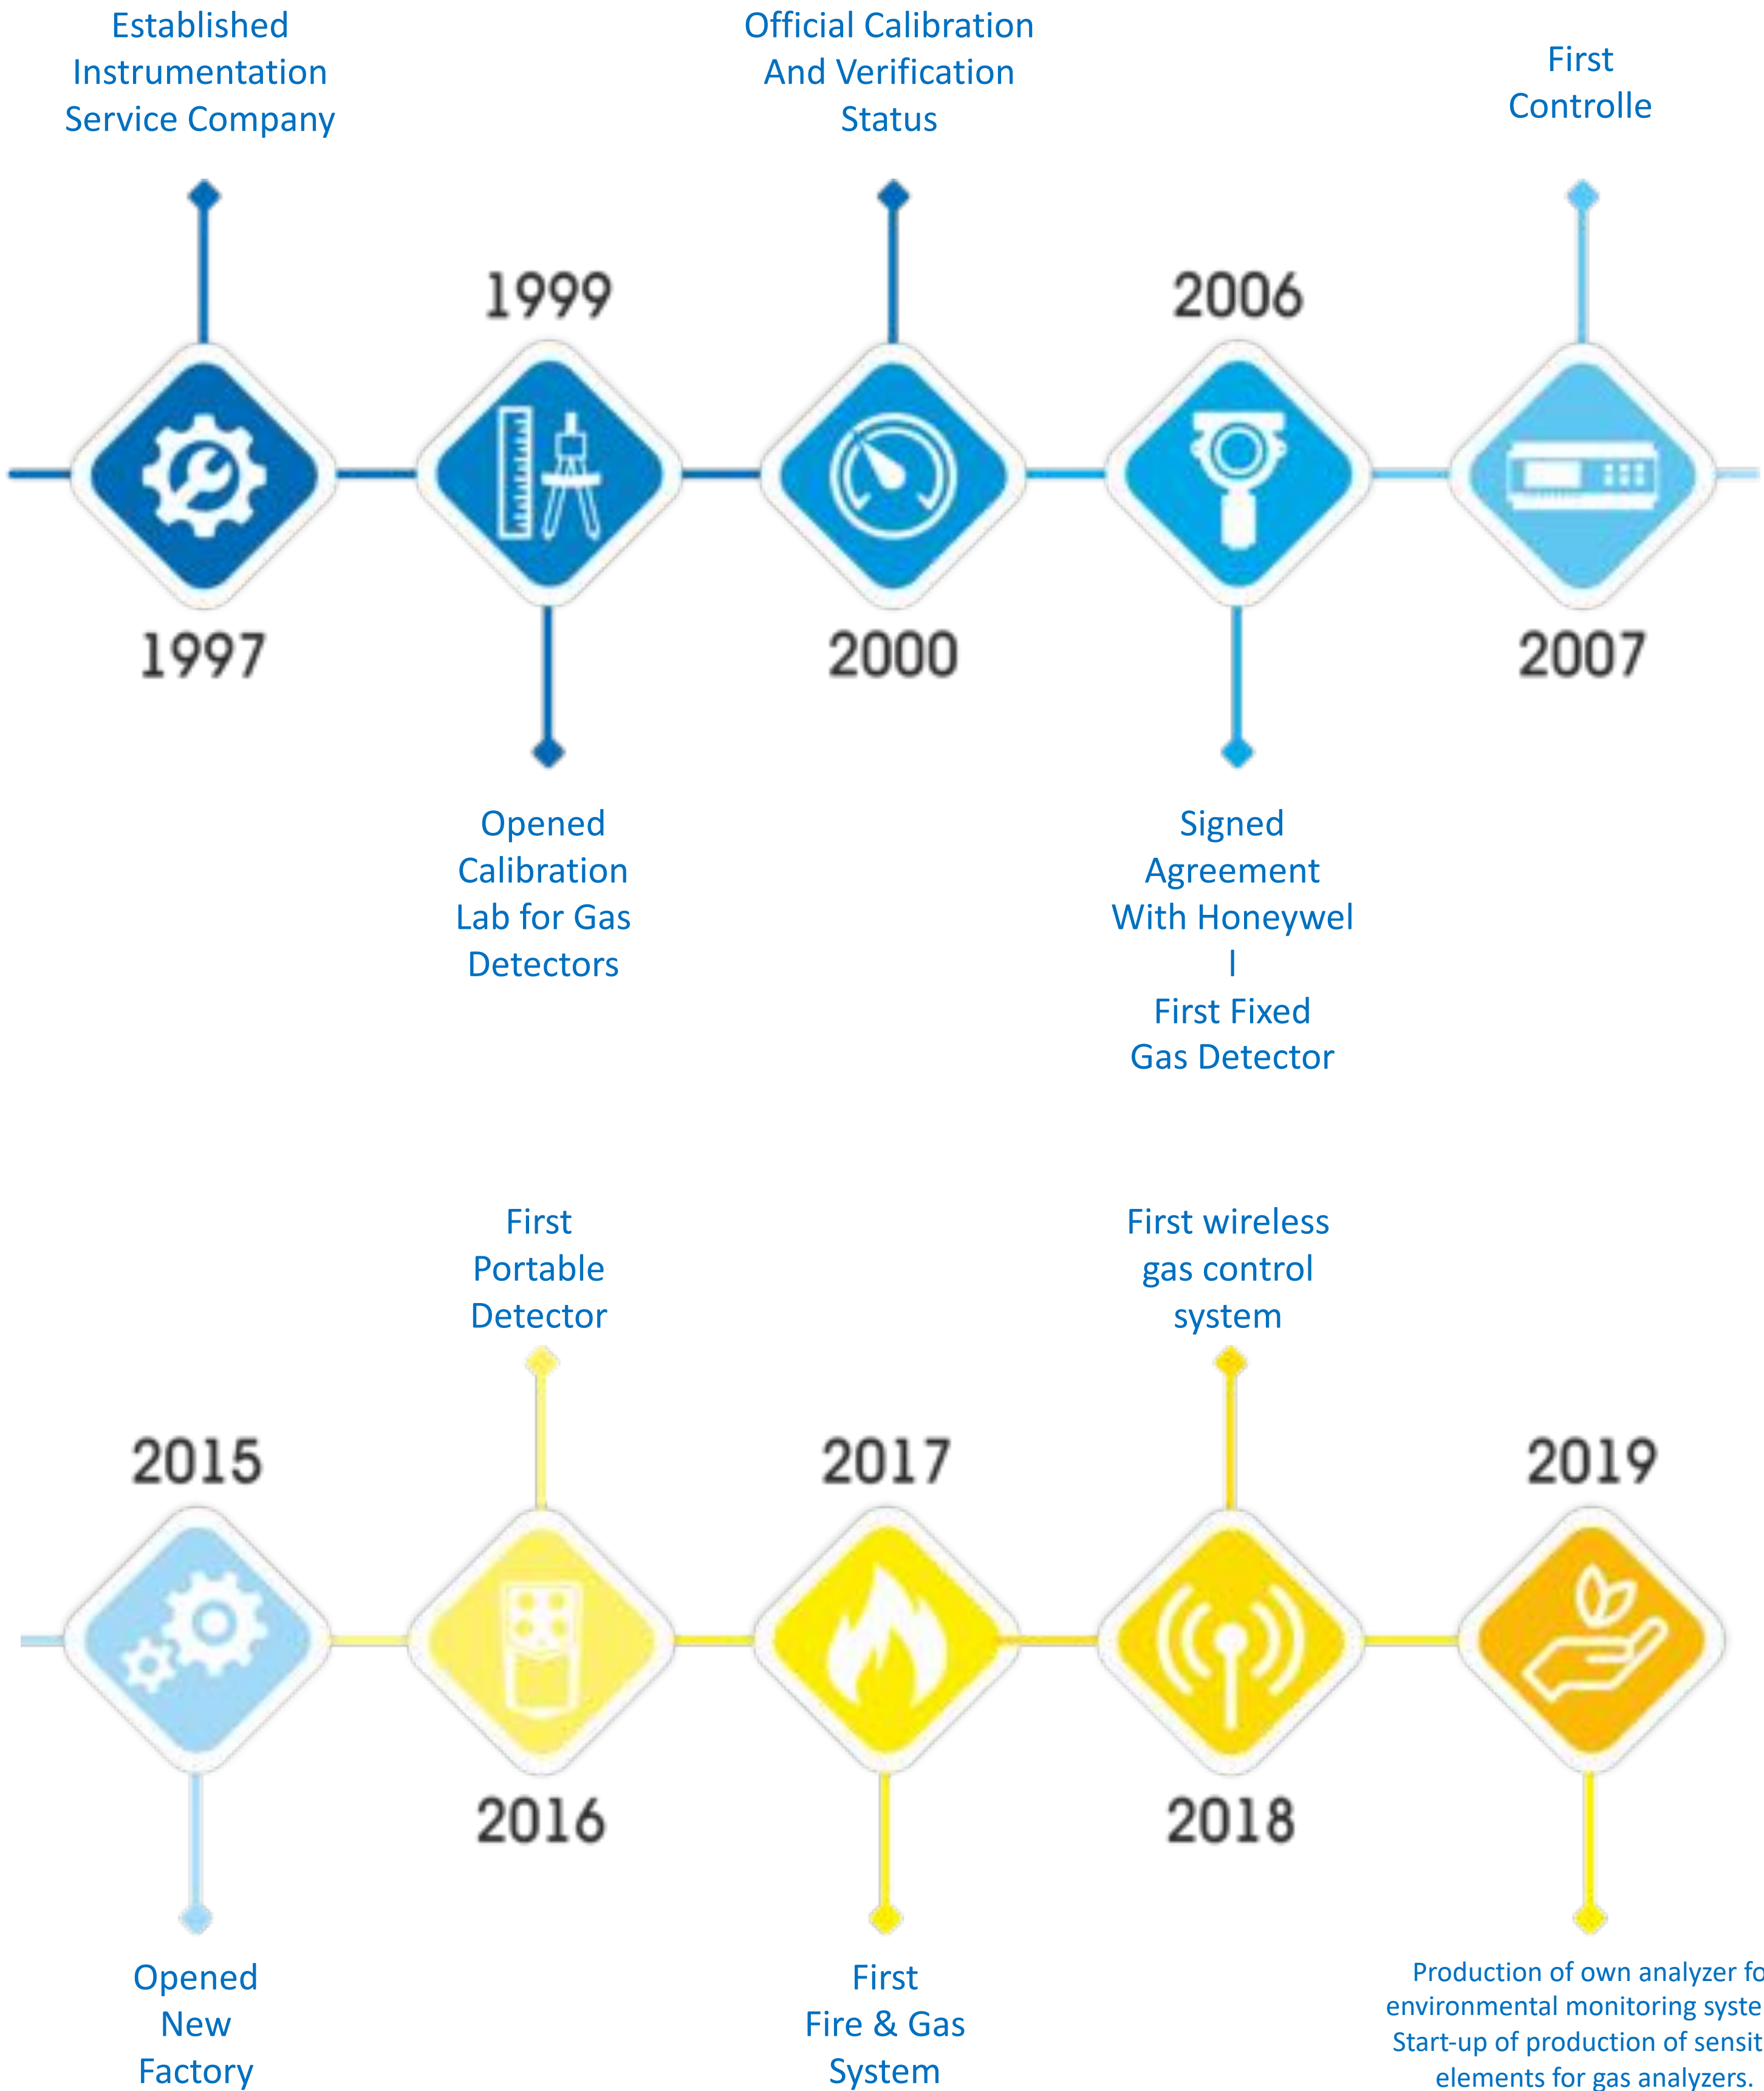 Established
Instrumentation
Service Company
Official Calibration
And Verification
Status
First
Controlle
1999
2006
1997
2000
2007
Opened
Calibration
Lab for Gas
Detectors
Signed
Agreement
With Honeywel
l
First Fixed
Gas Detector
First
Portable
Detector
First wireless
gas control
system
2015
2017
2019
2016
2018
Opened
New
Factory
First
Fire & Gas
System
Production of own analyzer fo
environmental monitoring syste
Start-up of production of sensit
elements for gas analyzers.